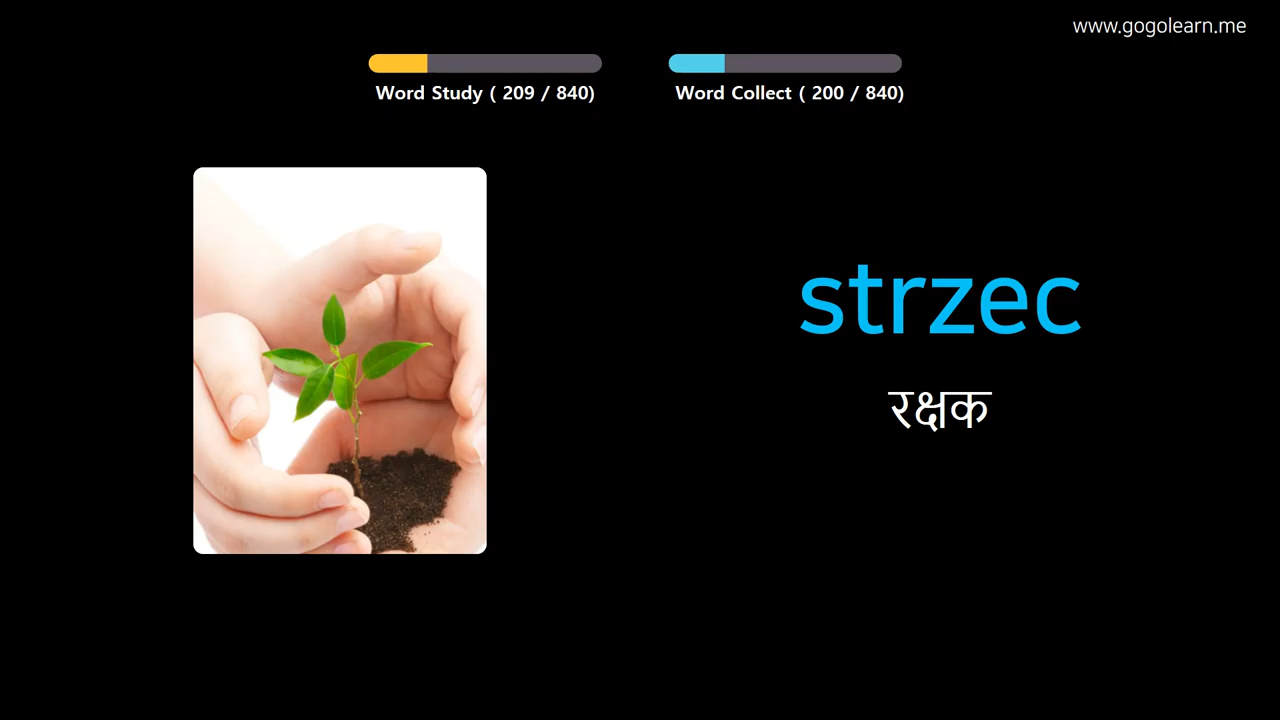 www.gogolearn.me
Word Study ( 209 / 840)
Word Collect ( 200 / 840)
strzec
रक्षक